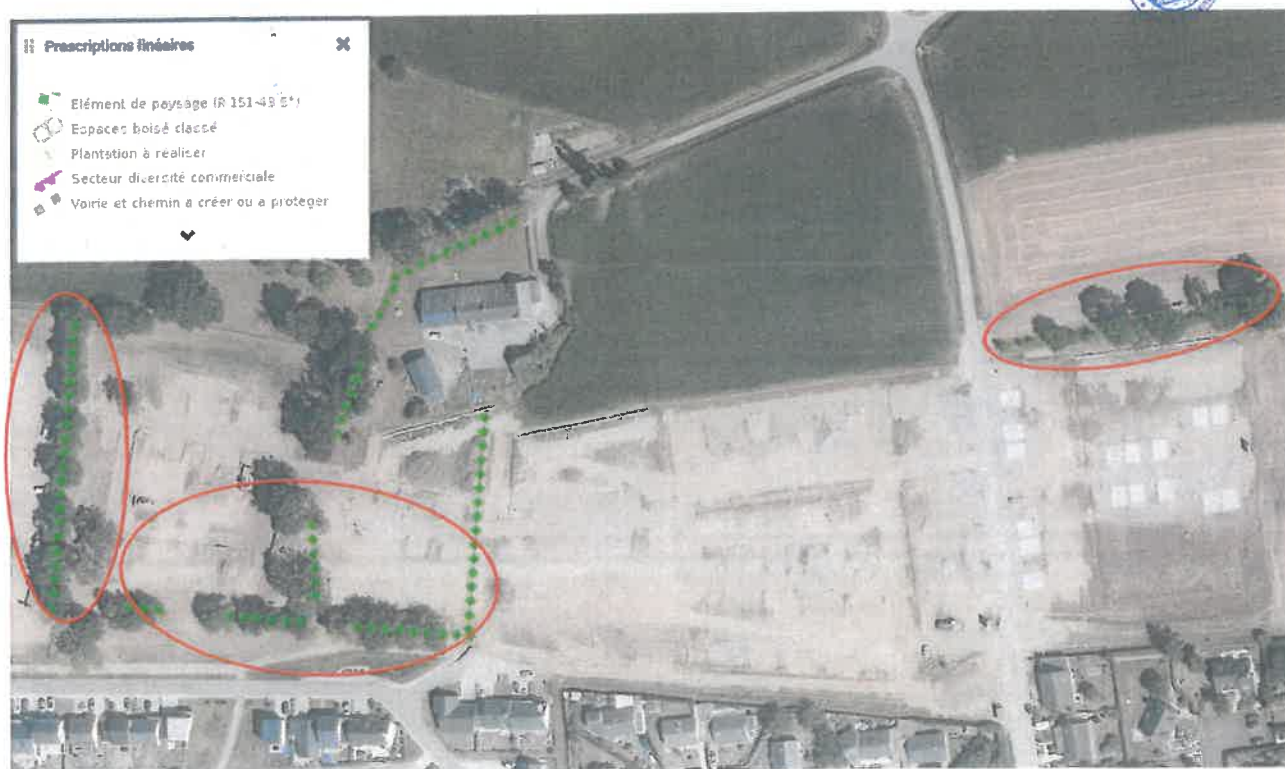 Prescriptions linéaires
Elément de paysage (R 151-43 5°)
Espaces boisé classé
Plantation à réaliser
Secteur diversité commerciale
Voirie et chemin à créer ou a protéger